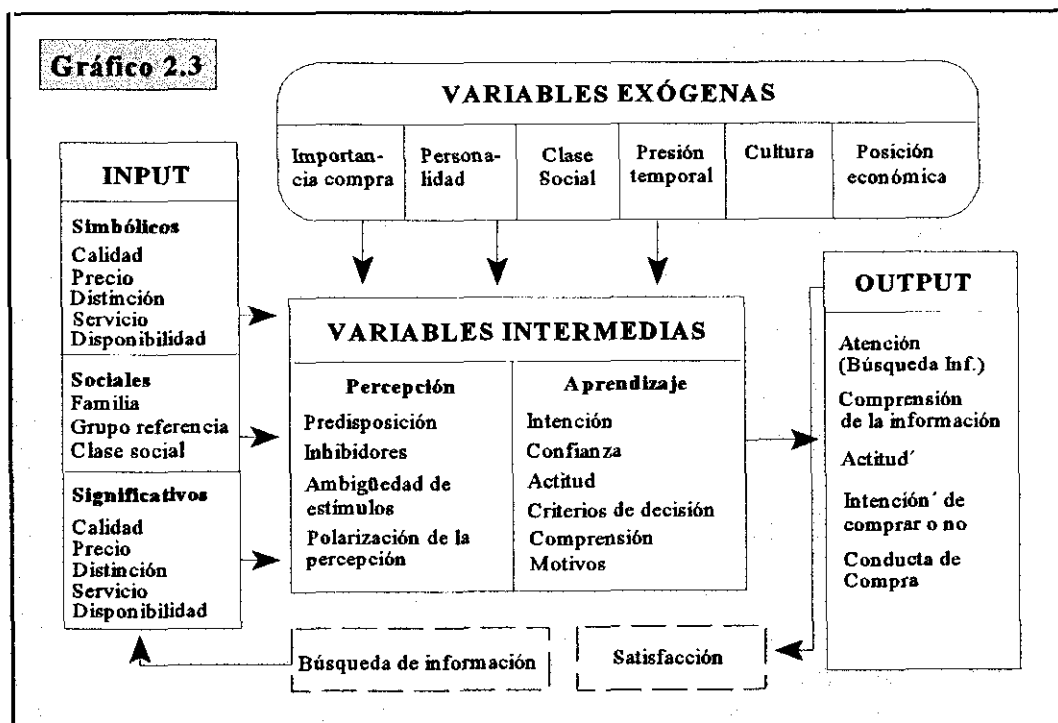 Gráfico 2.3
VARIABLES EXÓGENAS
Importan-
cia compra
Persona-
lidad
Clase
Social
Presión
temporal
Cultura
Posición
económica
INPUT
Simbólicos
Calidad
Precio
Distinción
Servicio
Disponibilidad
Sociales
Familia
Grupo referencia
Clase social
Significativos
Calidad
Precio
Distinción
Servicio
Disponibilidad
VARIABLES INTERMEDIAS
Percepción
Predisposición
Inhibidores
Ambigüedad de
estímulos
Polarización de la
percepción
Aprendizaje
Intención
Confianza
Actitud
Criterios de decisión
Comprensión
Motivos
OUTPUT
Atención
(Búsqueda Inf.)
Comprensión
de la información
Actitud´
Intención´ de
comprar o no
Conducta de
Compra
Búsqueda de información
Satisfacción